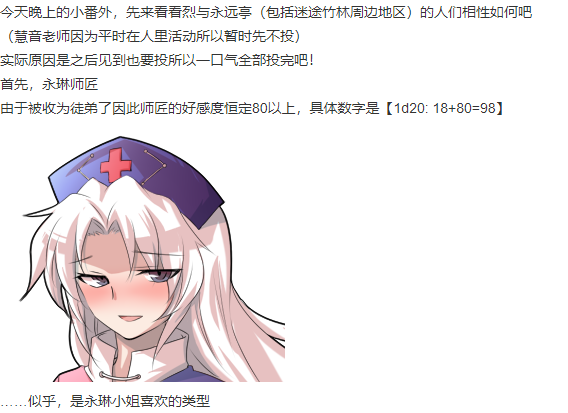 今天晚上的小番外，先来看看烈与永远亭（包括迷途竹林周边地区）的人们相性如何吧
（慧音老师因为平时在人里活动所以暂时先不投）
实际原因是之后见到也要投所以一口气全部投完吧！
首先，永琳师匠
由于被收为徒弟了因此师匠的好感度恒定80以上，具体数字是【1d20: 18+80=98】
……似乎，是永琳小姐喜欢的类型